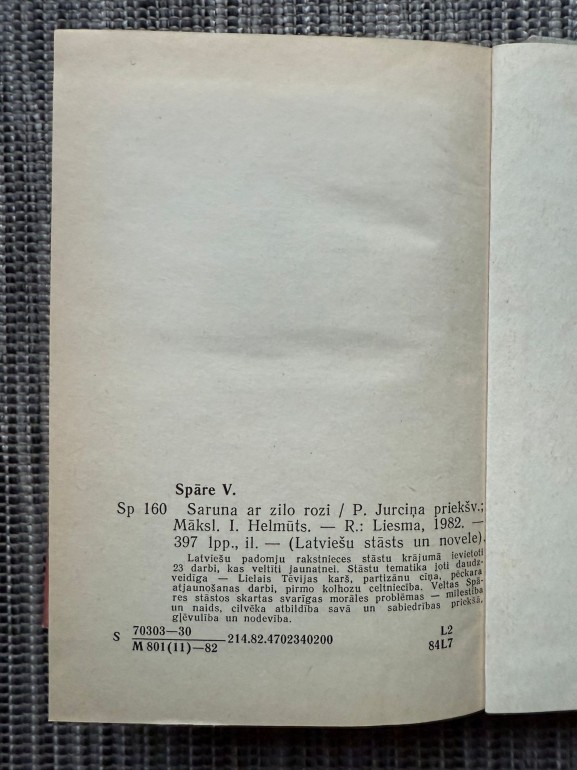 Spāre V.
Sp 160 Saruna ar zilo rozi / P. Jurciņa priekšv.;
Māksl. I. Helmūts. — R.: Liesma, 1982. —
397 lpp., il. — (Latviešu stāsts un novele).
Latviešu padomju rakstnieces stāstu krājumā ievietoti
23 darbi, kas veltīti jaunatnei. Stāstu tematika ļoti daudz-
veidīga — Lielais Tēvijas karš, partizānu cīņa, pēckara
atjaunošanas darbi, pirmo kolhozu celtniecība. Veltas Spā-
res stāstos skartas svarīgas morāles problēmas — mīlestība
un naids, cilvēka atbildība savā un sabiedrības priekšā,
gļēvulība un nodevība.
S 70303—30 214.82.4702340200 L2
M 801(11)—82 84L7